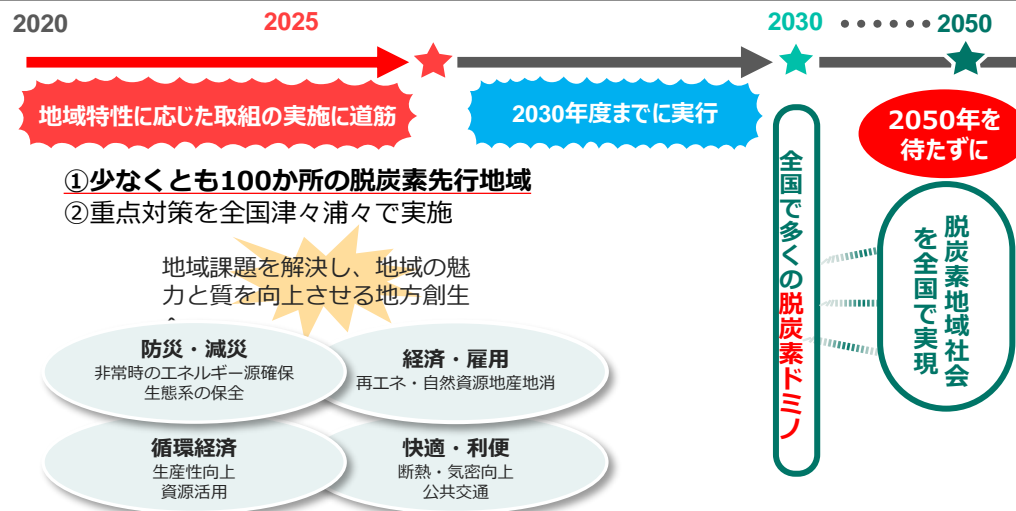 2020
2025
2030
2050
地域特性に応じた取組の実施に道筋
2030年度までに実行
2050年を
待たずに
①少なくとも100か所の脱炭素先行地域
②重点対策を全国津々浦々で実施
地域課題を解決し、地域の魅
力と質を向上させる地方創生
防災・減災
非常時のエネルギー源確保
生態系の保全
経済・雇用
再エネ・自然資源地産地消
循環経済
生産性向上
資源活用
快適・利便
断熱・気密向上
公共交通
全国で多くの脱炭素ドミノ
脱炭素地域社会
を全国で実現